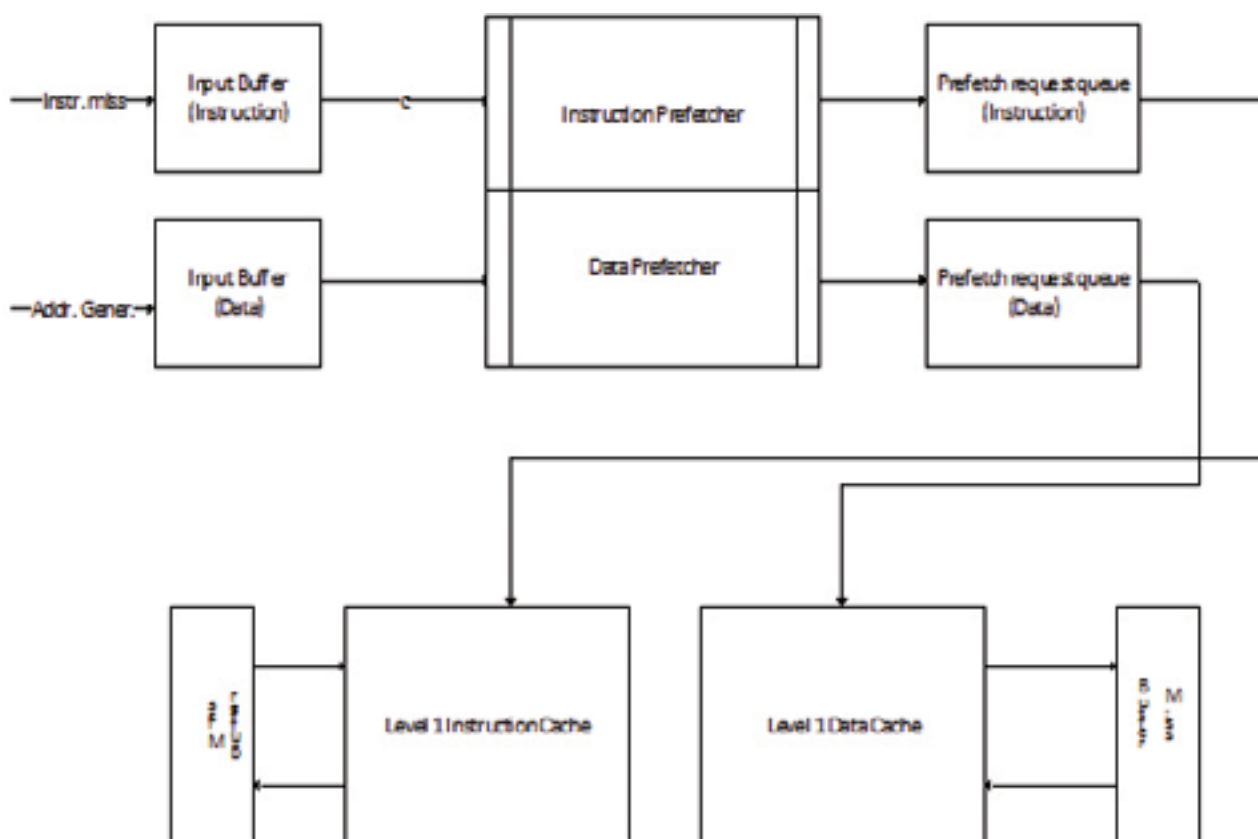 Instr. miss
Input Buffer
(Instruction)
c
Instruction Prefetcher
Prefetch request queue
(Instruction)
Addr. Gener.
Input Buffer
(Data)
Data Prefetcher
Prefetch request queue
(Data)
Level 1 Instruction Cache
Level 1 Data Cache